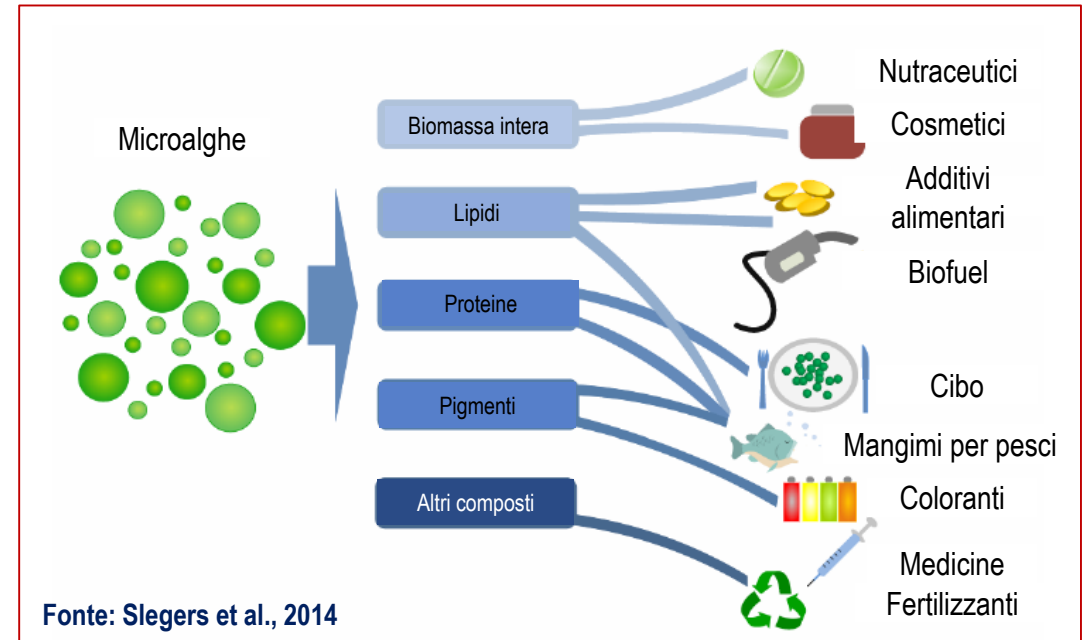 Microalghe
Biomassa intera
Lipidi
Proteine
Pigmenti
Altri composti
Nutraceutici
Cosmetici
Additivi
alimentari
Biofuel
Cibo
Mangimi per pesci
Coloranti
Medicine
Fertilizzanti
Fonte: Slegers et al., 2014